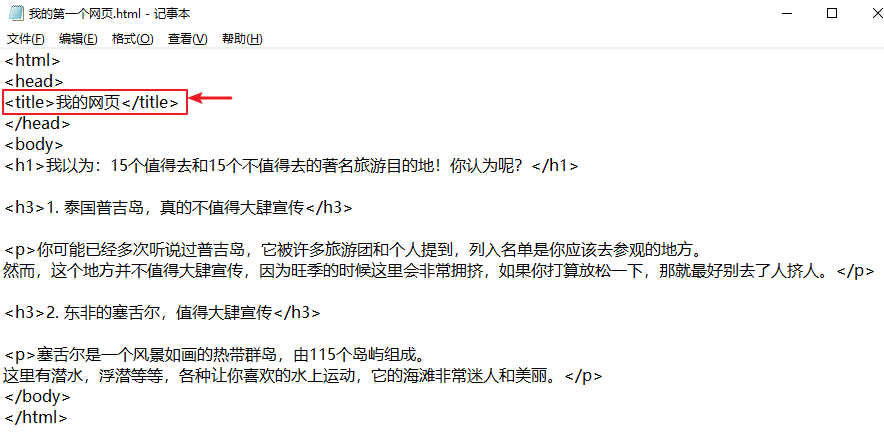 我的第一个网页.html - 记事本
文件(F) 编辑(E) 格式(O) 查看(V) 帮助(H)
<html>
<head>
<title>我的网页</title>
</head>
<body>
<h1>我以为：15个值得去和15个不值得去的著名旅游目的地！你认为呢？</h1>
<h3>1. 泰国普吉岛，真的不值得大肆宣传</h3>
<p>你可能已经多次听说过普吉岛，它被许多旅游团和个人提到，列入名单是你应该去参观的地方。
然而，这个地方并不值得大肆宣传，因为旺季的时候这里会非常拥挤，如果你打算放松一下，那就最好别去了人挤人。</p>
<h3>2. 东非的塞舌尔，值得大肆宣传</h3>
<p>塞舌尔是一个风景如画的热带群岛，由115个岛屿组成。
这里有潜水，浮潜等等，各种让你喜欢的水上运动，它的海滩非常迷人和美丽。</p>
</body>
</html>